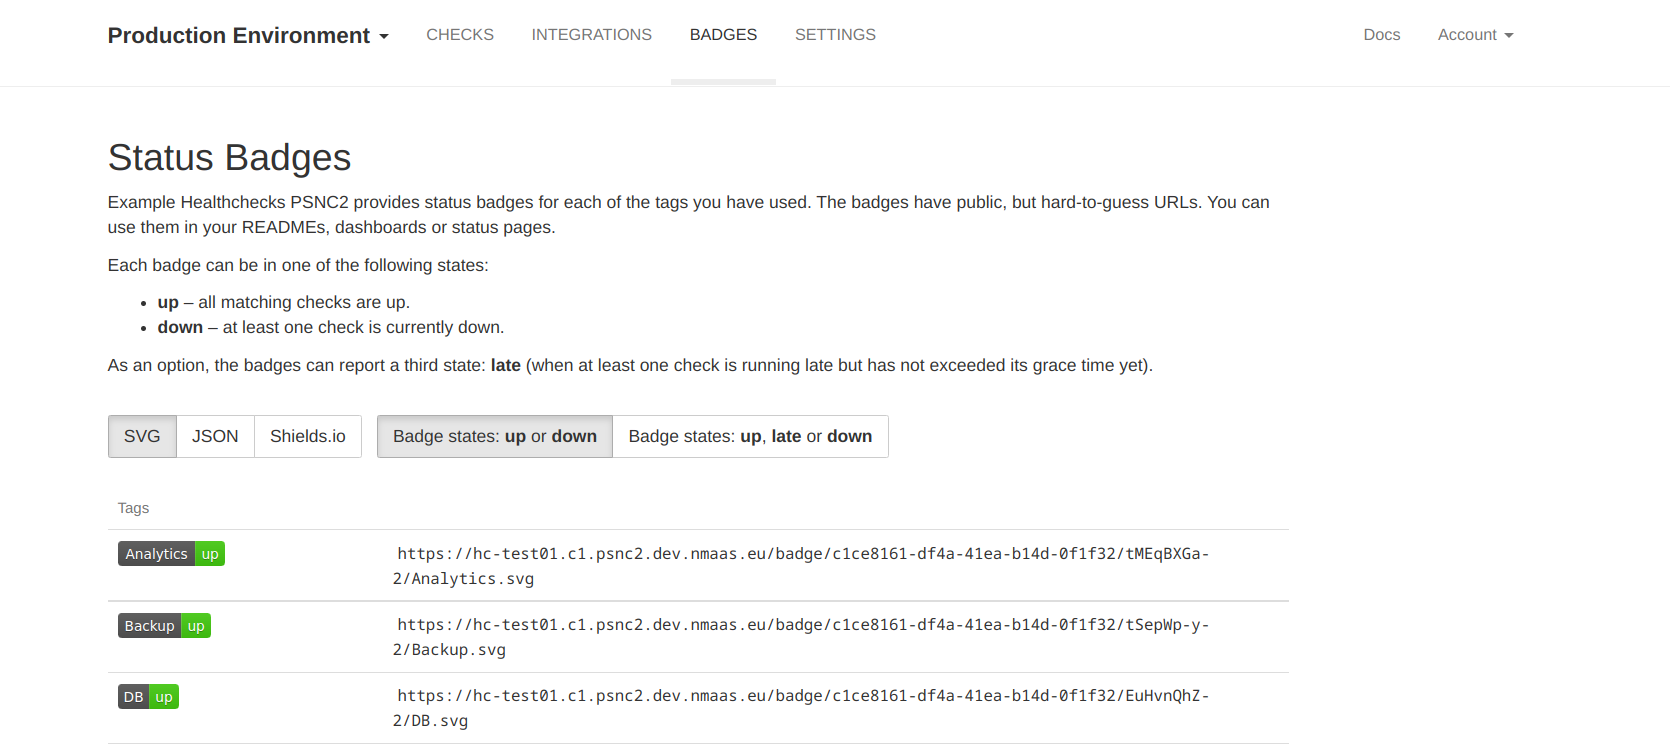 Production Environment
CHECKS
INTEGRATIONS
BADGES
SETTINGS
Docs
Account
Status Badges
Example Healthchecks PSNC2 provides status badges for each of the tags you have used. The badges have public, but hard-to-guess URLs. You can
use them in your READMEs, dashboards or status pages.
Each badge can be in one of the following states:
• up – all matching checks are up.
• down – at least one check is currently down.
As an option, the badges can report a third state: late (when at least one check is running late but has not exceeded its grace time yet).
SVG
JSON
Shields.io
Badge states: up or down
Badge states: up, late or down
Tags
Analytics up
https://hc-test01.c1.psnc2.dev.nmaas.eu/badge/c1ce8161-df4a-41ea-b14d-0f1f32/tMEqBXGa-
2/Analytics.svg
Backup up
https://hc-test01.c1.psnc2.dev.nmaas.eu/badge/c1ce8161-df4a-41ea-b14d-0f1f32/tSepWp-y-
2/Backup.svg
DB up
https://hc-test01.c1.psnc2.dev.nmaas.eu/badge/c1ce8161-df4a-41ea-b14d-0f1f32/EuHvnQhZ-
2/DB.svg